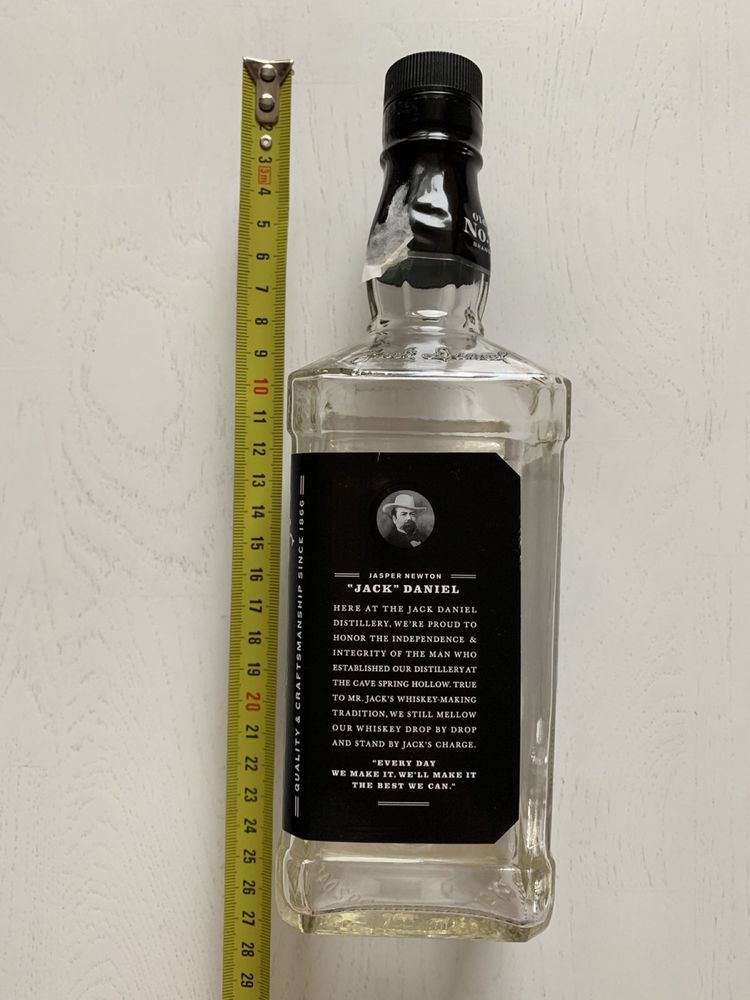 2
3
3m
4
5
6
7
8
9
10
11
12
13
14
15
16
17
18
19
20
21
22
23
24
25
26
27
28
29
No.
Jack Daniel
QUALITY & CRAFTSMANSHIP SINCE 1866
JASPER NEWTON
"JACK" DANIEL
HERE AT THE JACK DANIEL
DISTILLERY, WE'RE PROUD TO
HONOR THE INDEPENDENCE &
INTEGRITY OF THE MAN WHO
ESTABLISHED OUR DISTILLERY AT
THE CAVE SPRING HOLLOW. TRUE
TO MR. JACK'S WHISKEY-MAKING
TRADITION, WE STILL MELLOW
OUR WHISKEY DROP BY DROP
AND STAND BY JACK'S CHARGE.
"EVERY DAY
WE MAKE IT, WE'LL MAKE IT
THE BEST WE CAN."